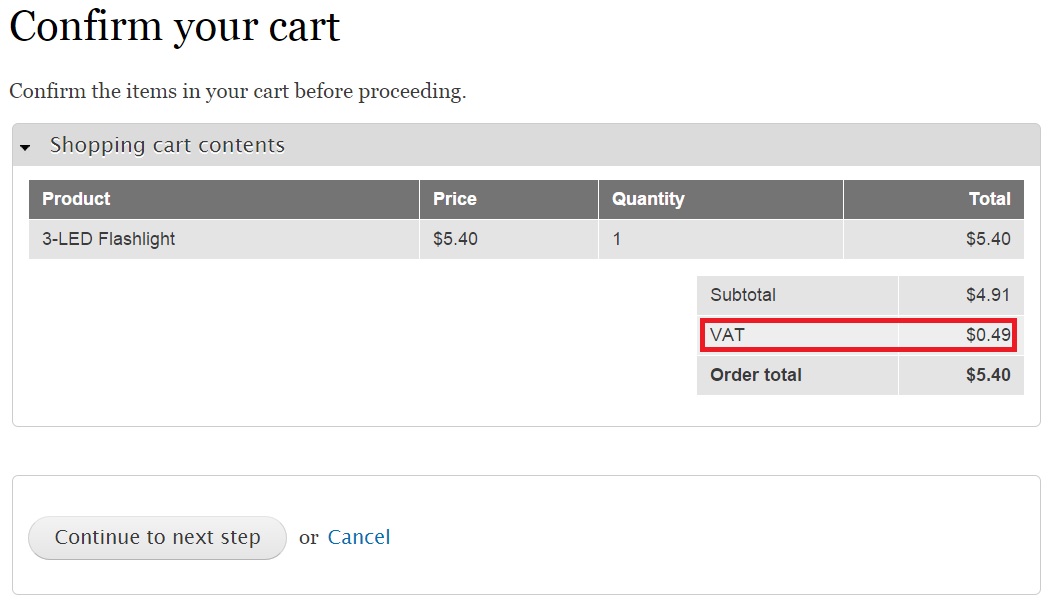 Confirm your cart
Confirm the items in your cart before proceeding.
Shopping cart contents
Product Price Quantity Total
3-LED Flashlight $5.40 1 $5.40
Subtotal $4.91
VAT $0.49
Order total $5.40
Continue to next step or Cancel